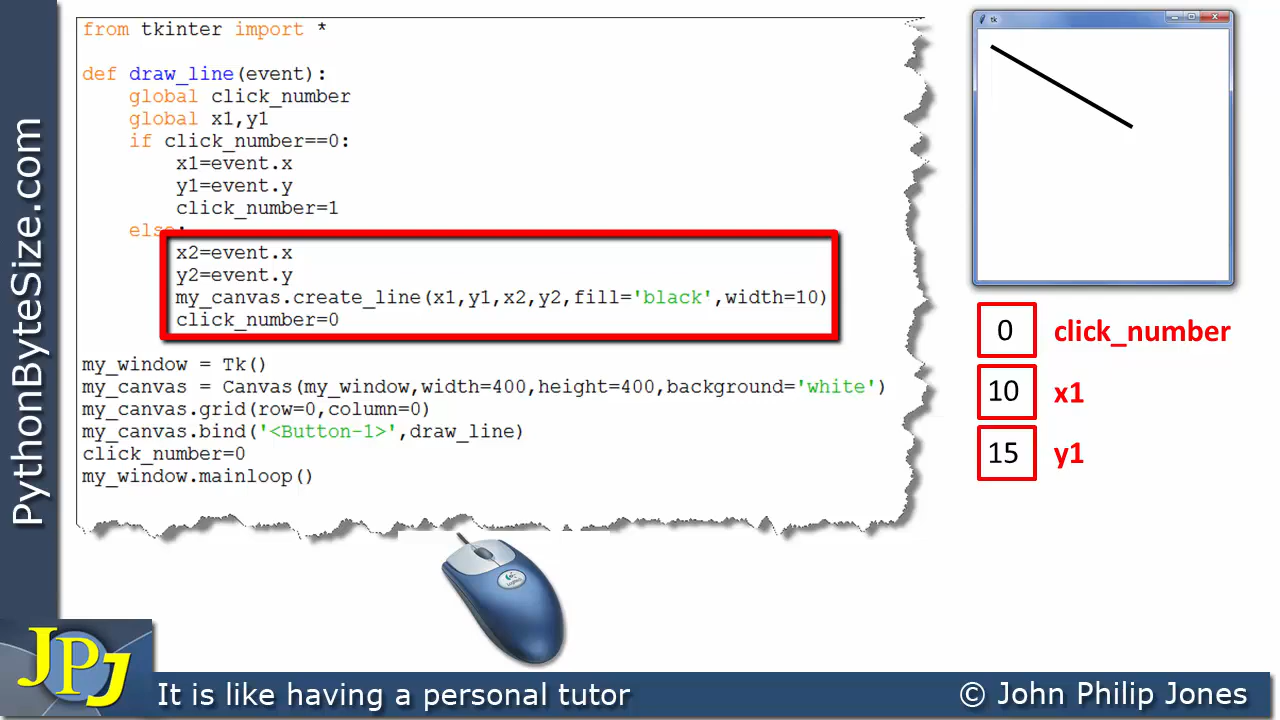 PythonByteSize.com
from tkinter import *
def draw_line(event):
    global click_number
    global x1,y1
    if click_number==0:
        x1=event.x
        y1=event.y
        click_number=1
    else:
        x2=event.x
        y2=event.y
        my_canvas.create_line(x1,y1,x2,y2,fill='black',width=10)
        click_number=0
my_window = Tk()
my_canvas = Canvas(my_window,width=400,height=400,background='white')
my_canvas.grid(row=0,column=0)
my_canvas.bind('<Button-1>',draw_line)
click_number=0
my_window.mainloop()
tk
0 click_number
10 x1
15 y1
Logitech
JPJ
It is like having a personal tutor
© John Philip Jones